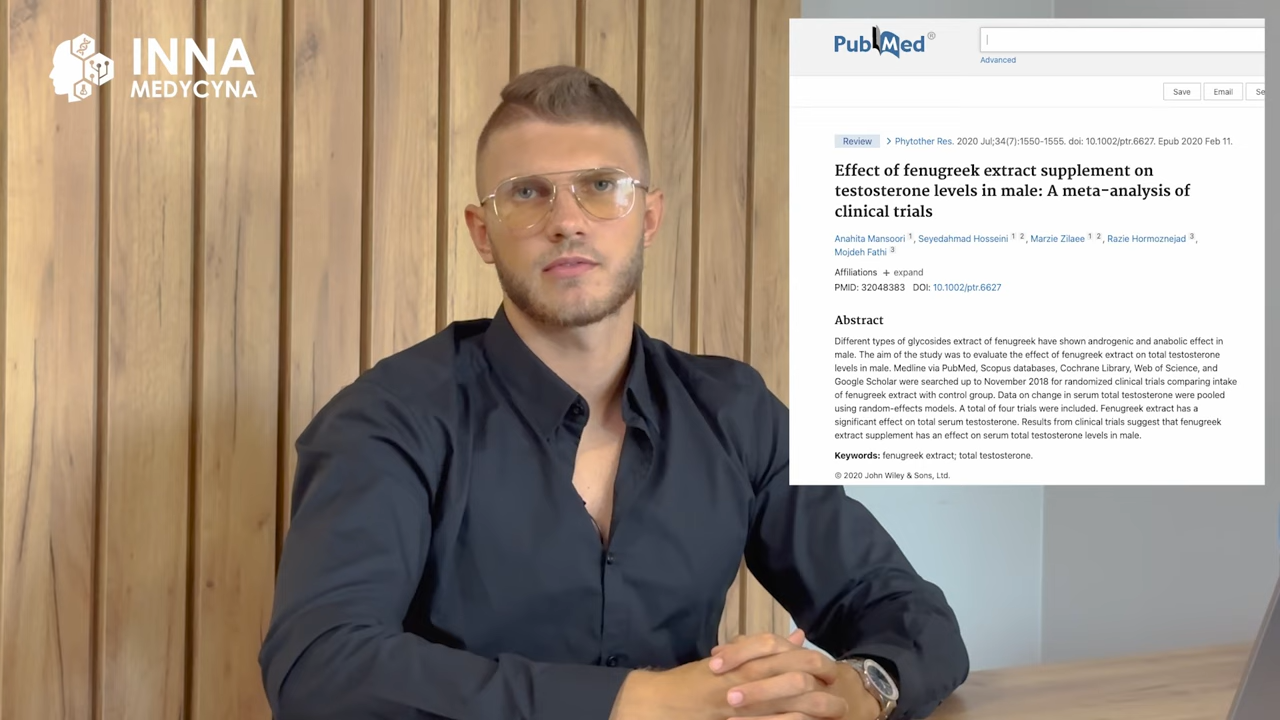 INNA
MEDYCYNA
PubMed®
Advanced
Save
Email
Review
Phytother Res. 2020 Jul;34(7):1550-1555. doi: 10.1002/ptr.6627. Epub 2020 Feb 11.
Effect of fenugreek extract supplement on
testosterone levels in male: A meta-analysis of
clinical trials
Anahita Mansoori 1, Seyedahmad Hosseini 1 2, Marzie Zilaee 1 2, Razie Hormoznejad 3,
Mojdeh Fathi 3
Affiliations + expand
PMID: 32048383 DOI: 10.1002/ptr.6627
Abstract
Different types of glycosides extract of fenugreek have shown androgenic and anabolic effect in
male. The aim of the study was to evaluate the effect of fenugreek extract on total testosterone
levels in male. Medline via PubMed, Scopus databases, Cochrane Library, Web of Science, and
Google Scholar were searched up to November 2018 for randomized clinical trials comparing intake
of fenugreek extract with control group. Data on change in serum total testosterone were pooled
using random-effects models. A total of four trials were included. Fenugreek extract has a
significant effect on total serum testosterone. Results from clinical trials suggest that fenugreek
extract supplement has an effect on serum total testosterone levels in male.
Keywords: fenugreek extract; total testosterone.
© 2020 John Wiley & Sons, Ltd.